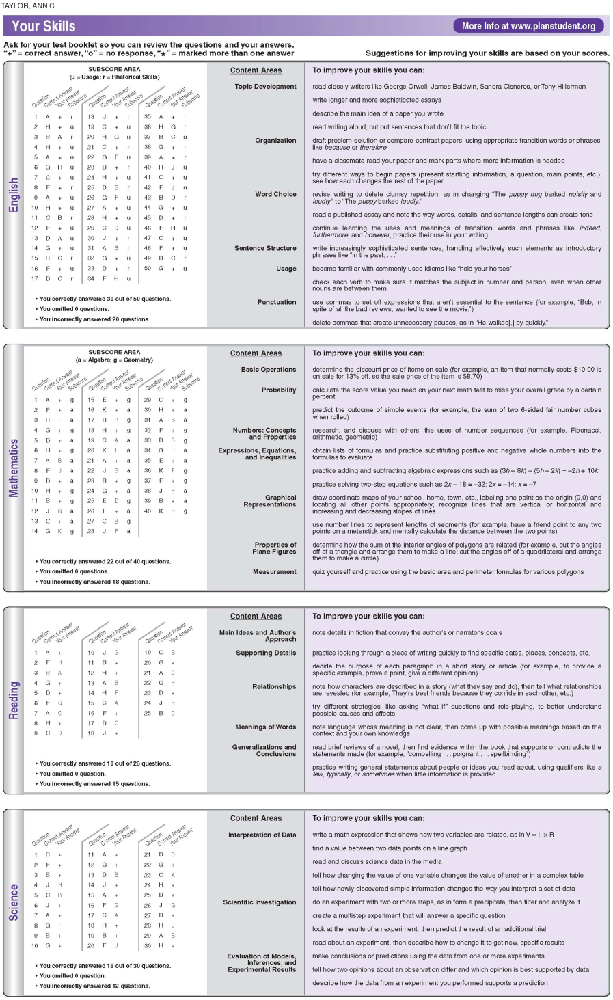 TAYLOR, ANN C
Your Skills
More Info at www.planstudent.org
Ask for your test booklet so you can review the questions and your answers.
“+” = correct answer, “o” = no response, “*” = marked more than one answer
Suggestions for improving your skills are based on your scores.
English
SUBSCORE AREA
(u = Usage; r = Rhetorical Skills)
Question Correct Answer Your Answer Subscore Question Correct Answer Your Answer Subscore Question Correct Answer Your Answer Subscore
1 A + r 18 J + r 35 A + r
2 H + u 19 C + u 36 H G r
3 B A r 20 H G u 37 B C u
4 H + u 21 C + r 38 G + r
5 A + u 22 G F u 39 A + r
6 G H u 23 B + r 40 H J u
7 C + u 24 H + u 41 C + u
8 F + r 25 D B r 42 F J u
9 A + u 26 G F u 43 B D r
10 H + u 27 A + u 44 G + u
11 C B r 28 H + u 45 D + r
12 F + u 29 C D u 46 F H u
13 D A u 30 J + r 47 C + u
14 G + u 31 A B r 48 F + u
15 B C r 32 G + u 49 D C r
16 F + u 33 D + r 50 G + u
17 D C r 34 F H u
• You correctly answered 30 out of 50 questions.
• You omitted 0 questions.
• You incorrectly answered 20 questions.
Content Areas
To improve your skills you can:
Topic Development
read closely writers like George Orwell, James Baldwin, Sandra Cisneros, or Tony Hillerman
write longer and more sophisticated essays
describe the main idea of a paper you wrote
read writing aloud; cut out sentences that don’t fit the topic
Organization
draft problem-solution or compare-contrast papers, using appropriate transition words or phrases
like because or therefore
have a classmate read your paper and mark parts where more information is needed
try different ways to begin papers (present startling information, a question, main points, etc.);
see how each changes the rest of the paper
Word Choice
revise writing to delete clumsy repetition, as in changing “The puppy dog barked noisily and
loudly.” to “The puppy barked loudly.”
read a published essay and note the way words, details, and sentence lengths can create tone
continue learning the uses and meanings of transition words and phrases like indeed,
furthermore, and however, practice their use in your writing
Sentence Structure
write increasingly sophisticated sentences, handling effectively such elements as introductory
phrases like “in the past, . . .”
Usage
become familiar with commonly used idioms like “hold your horses”
check each verb to make sure it matches the subject in number and person, even when other
nouns are between them
Punctuation
use commas to set off expressions that aren’t essential to the sentence (for example, “Bob, in
spite of all the bad reviews, wanted to see the movie.”)
delete commas that create unnecessary pauses, as in “He walked[,] by quickly.”
Mathematics
SUBSCORE AREA
(a = Algebra; g = Geometry)
Question Correct Answer Your Answer Subscore Question Correct Answer Your Answer Subscore Question Correct Answer Your Answer Subscore
1 A + g 15 E + g 29 C + g
2 F + a 16 K + a 30 H + a
3 B E a 17 D B g 31 A B a
4 G + g 18 H + g 32 F + g
5 D + a 19 C A a 33 D C g
6 H + g 20 K H a 34 G H a
7 A B a 21 A + a 35 E + a
8 F J a 22 J G a 36 K F g
9 D + a 23 B + g 37 E + g
10 H + g 24 G + a 38 J H a
11 B + g 25 E D g 39 B + a
12 J G a 26 F + a 40 K H g
13 C + a 27 C B g
14 G K g 28 J F a
• You correctly answered 22 out of 40 questions.
• You omitted 0 questions.
• You incorrectly answered 18 questions.
Content Areas
To improve your skills you can:
Basic Operations
determine the discount price of items on sale (for example, an item that normally costs $10.00 is
on sale for 13% off, so the sale price of the item is $8.70)
Probability
calculate the score value you need on your next math test to raise your overall grade by a certain
percent
predict the outcome of simple events (for example, the sum of two 6-sided fair number cubes
when rolled)
Numbers: Concepts
and Properties
research, and discuss with others, the uses of number sequences (for example, Fibonacci,
arithmetic, geometric)
Expressions, Equations,
and Inequalities
obtain lists of formulas and practice substituting positive and negative whole numbers into the
formulas to evaluate
practice adding and subtracting algebraic expressions such as (3h + 8k) – (5h – 2k) = –2h + 10k
practice solving two-step equations such as 2x – 18 = –32; 2x = –14; x = –7
Graphical
Representations
draw coordinate maps of your school, home, town, etc., labeling one point as the origin (0,0) and
locating all other points appropriately; recognize lines that are vertical or horizontal and
increasing and decreasing slopes of lines
use number lines to represent lengths of segments (for example, have a friend point to any two
points on a meterstick and mentally calculate the distance between the two points)
Properties of
Plane Figures
determine how the sum of the interior angles of polygons are related (for example, cut the angles
off of a triangle and arrange them to make a line; cut the angles off of a quadrilateral and arrange
them to make a circle)
Measurement
quiz yourself and practice using the basic area and perimeter formulas for various polygons
Reading
Question Correct Answer Your Answer Question Correct Answer Your Answer Question Correct Answer Your Answer
1 A + 10 J G 19 C B
2 F H 11 B + 20 G +
3 B A 12 H + 21 A C
4 G + 13 A B 22 G H
5 D + 14 H F 23 D +
6 F G 15 C A 24 J H
7 A C 16 F + 25 B D
8 H + 17 D C
9 C D 18 J +
• You correctly answered 10 out of 25 questions.
• You omitted 0 question.
• You incorrectly answered 15 questions.
Content Areas
To improve your skills you can:
Main Ideas and Author’s
Approach
note details in fiction that convey the author’s or narrator’s goals
Supporting Details
practice looking through a piece of writing quickly to find specific dates, places, concepts, etc.
decide the purpose of each paragraph in a short story or article (for example, to provide a
specific example, prove a point, give a different opinion)
Relationships
note how characters are described in a story (what they say and do), then tell what relationships
are revealed (for example, They’re best friends because they confide in each other, etc.)
try different strategies, like asking “what if” questions and role-playing, to better understand
possible causes and effects
Meanings of Words
note language whose meaning is not clear, then come up with possible meanings based on the
context and your own knowledge
Generalizations and
Conclusions
read brief reviews of a novel, then find evidence within the book that supports or contradicts the
statements made (for example, “compelling . . . poignant . . . spellbinding”)
practice writing general statements about people or ideas you read about, using qualifiers like a
few, typically, or sometimes when little information is provided
Science
Question Correct Answer Your Answer Question Correct Answer Your Answer Question Correct Answer Your Answer
1 B + 11 A + 21 D C
2 F + 12 G + 22 G +
3 B + 13 D B 23 C A
4 J H 14 J + 24 H +
5 C B 15 A + 25 D +
6 J + 16 F G 26 J G
7 A + 17 C A 27 D +
8 G F 18 H + 28 H J
9 B + 19 B + 29 A B
10 G + 20 F J 30 H +
• You correctly answered 18 out of 30 questions.
• You omitted 0 question.
• You incorrectly answered 12 questions.
Content Areas
To improve your skills you can:
Interpretation of Data
write a math expression that shows how two variables are related, as in V = I × R
find a value between two data points on a line graph
read and discuss science data in the media
tell how changing the value of one variable changes the value of another in a complex table
tell how newly discovered simple information changes the way you interpret a set of data
Scientific Investigation
do an experiment with two or more steps, as in form a precipitate, then filter and analyze it
create a multistep experiment that will answer a specific question
look at the results of an experiment, then predict the result of an additional trial
read about an experiment, then describe how to change it to get new, specific results
Evaluation of Models,
Inferences, and
Experimental Results
make conclusions or predictions using the data from one or more experiments
tell how two opinions about an observation differ and which opinion is best supported by data
describe how the data from an experiment you performed supports a prediction